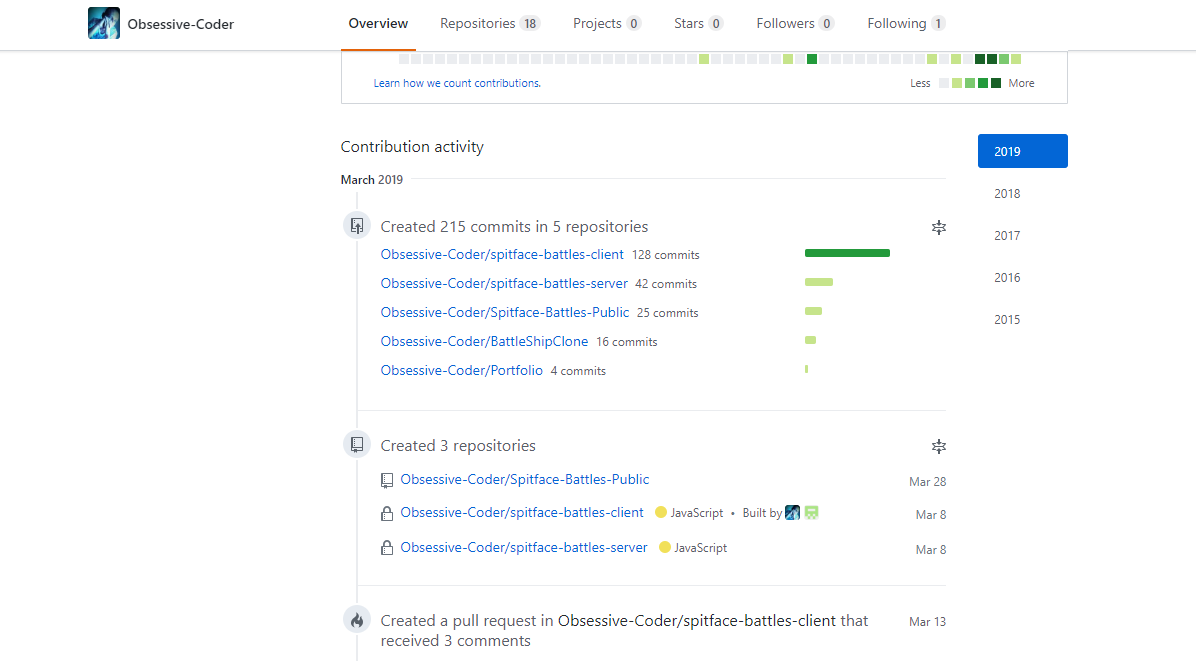 Obsessive-Coder
Overview Repositories 18 Projects 0 Stars 0 Followers 0 Following 1
Learn how we count contributions. Less More
Contribution activity
2019
March 2019
2018
Created 215 commits in 5 repositories
2017
Obsessive-Coder/spitface-battles-client 128 commits
2016
Obsessive-Coder/spitface-battles-server 42 commits
Obsessive-Coder/Spitface-Battles-Public 25 commits
2015
Obsessive-Coder/BattleShipClone 16 commits
Obsessive-Coder/Portfolio 4 commits
Created 3 repositories
Obsessive-Coder/Spitface-Battles-Public Mar 28
Obsessive-Coder/spitface-battles-client JavaScript • Built by Mar 8
Obsessive-Coder/spitface-battles-server JavaScript Mar 8
Created a pull request in Obsessive-Coder/spitface-battles-client that Mar 13
received 3 comments